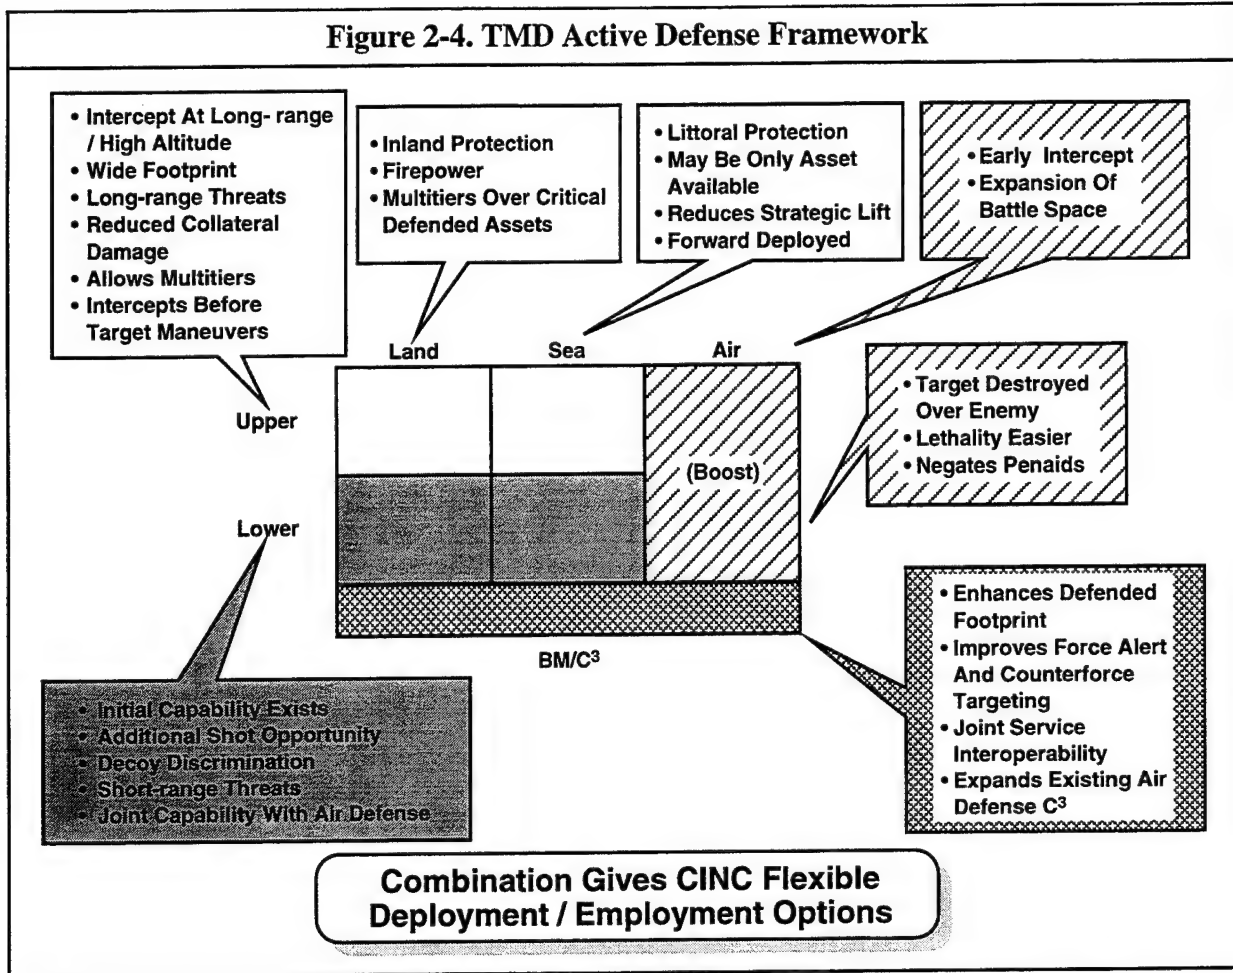 Figure 2-4. TMD Active Defense Framework
• Intercept At Long- range
/ High Altitude
• Wide Footprint
• Long-range Threats
• Reduced Collateral
Damage
• Allows Multitiers
• Intercepts Before
Target Maneuvers
• Inland Protection
• Firepower
• Multitiers Over Critical
Defended Assets
• Littoral Protection
• May Be Only Asset
Available
• Reduces Strategic Lift
• Forward Deployed
• Early Intercept
• Expansion Of
Battle Space
Land
Sea
Air
Upper
Lower
(Boost)
BM/C³
• Target Destroyed
Over Enemy
• Lethality Easier
• Negates Penaids
• Enhances Defended
Footprint
• Improves Force Alert
And Counterforce
Targeting
• Joint Service
Interoperability
• Expands Existing Air
Defense C³
• Initial Capability Exists
• Additional Shot Opportunity
• Decoy Discrimination
• Short-range Threats
• Joint Capability With Air Defense
Combination Gives CINC Flexible
Deployment / Employment Options